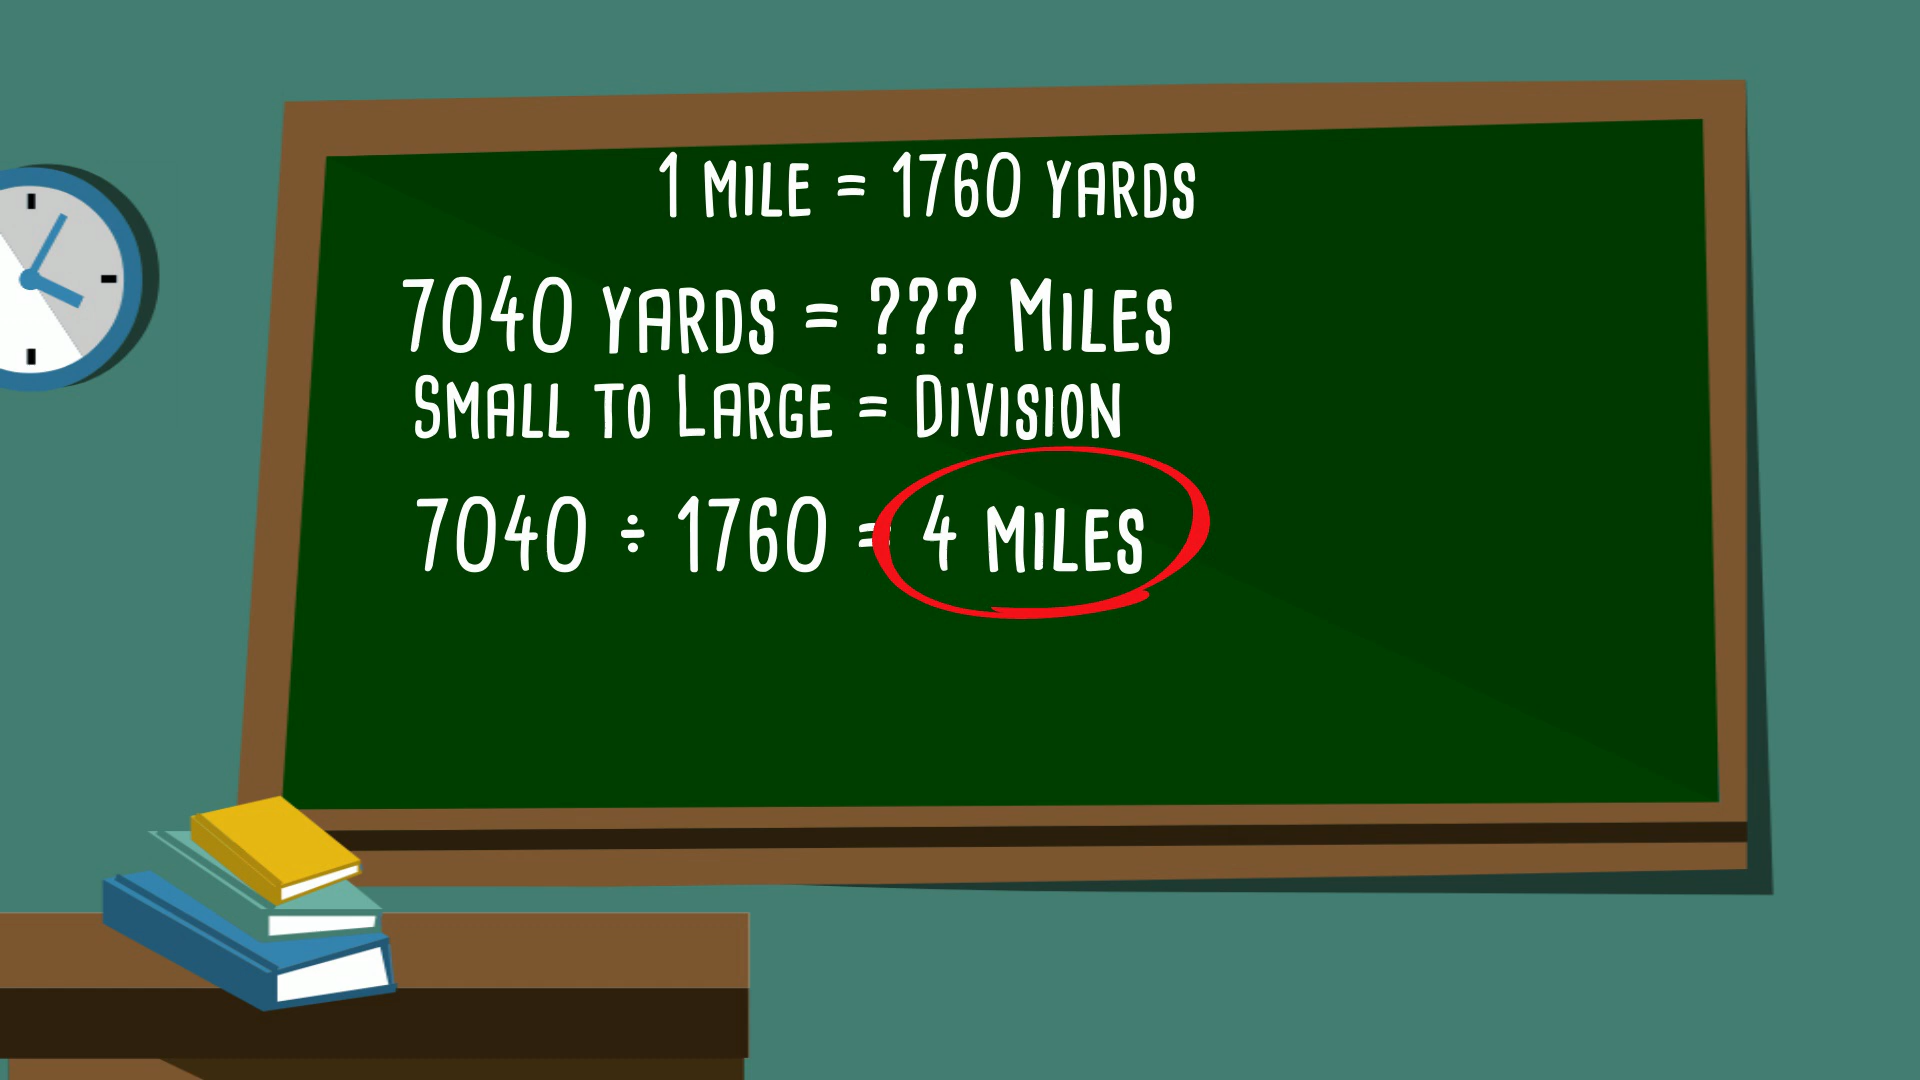 1 Mile = 1760 yards
7040 yards = ??? Miles
Small to Large = Division
7040 ÷ 1760 = 4 miles